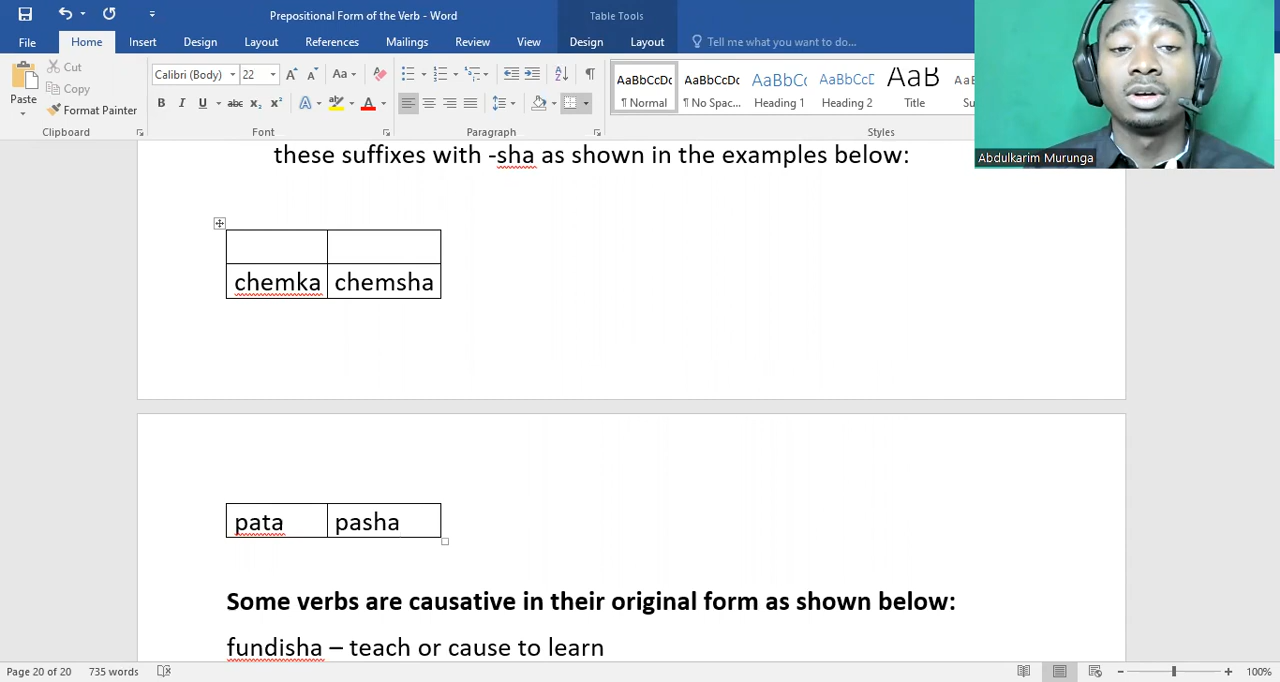 Prepositional Form of the Verb - Word
Table Tools
File Home Insert Design Layout References Mailings Review View Design Layout Tell me what you want to do...
Abdulkarim Murunga
Paste
Cut
Copy
Format Painter
Clipboard
Calibri (Body) 22
Font
Paragraph
AaBbCcDc AaBbCcDc AaBbC AaBbCcD AaB
¶ Normal ¶ No Spac... Heading 1 Heading 2 Title Su
Styles
these suffixes with -sha as shown in the examples below:
chemka chemsha
pata pasha
Some verbs are causative in their original form as shown below:
fundisha – teach or cause to learn
Page 20 of 20 735 words 100%